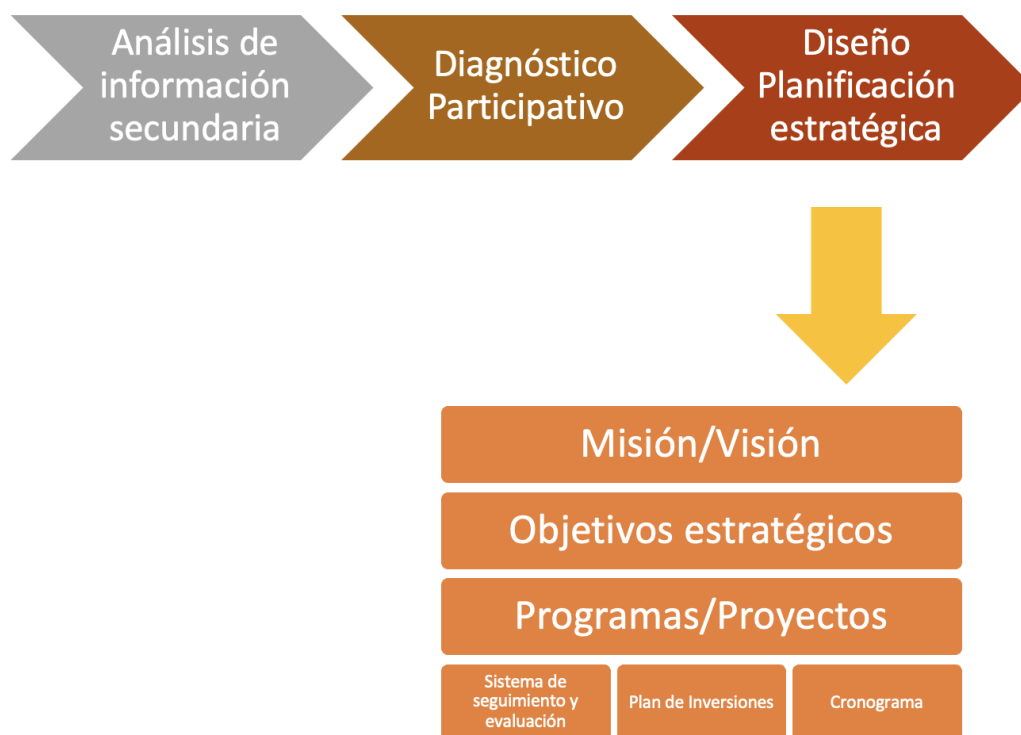 Análisis de
información
secundaria
Diagnóstico
Participativo
Diseño
Planificación
estratégica
Misión/Visión
Objetivos estratégicos
Programas/Proyectos
Sistema de
seguimiento y
evaluación
Plan de Inversiones
Cronograma